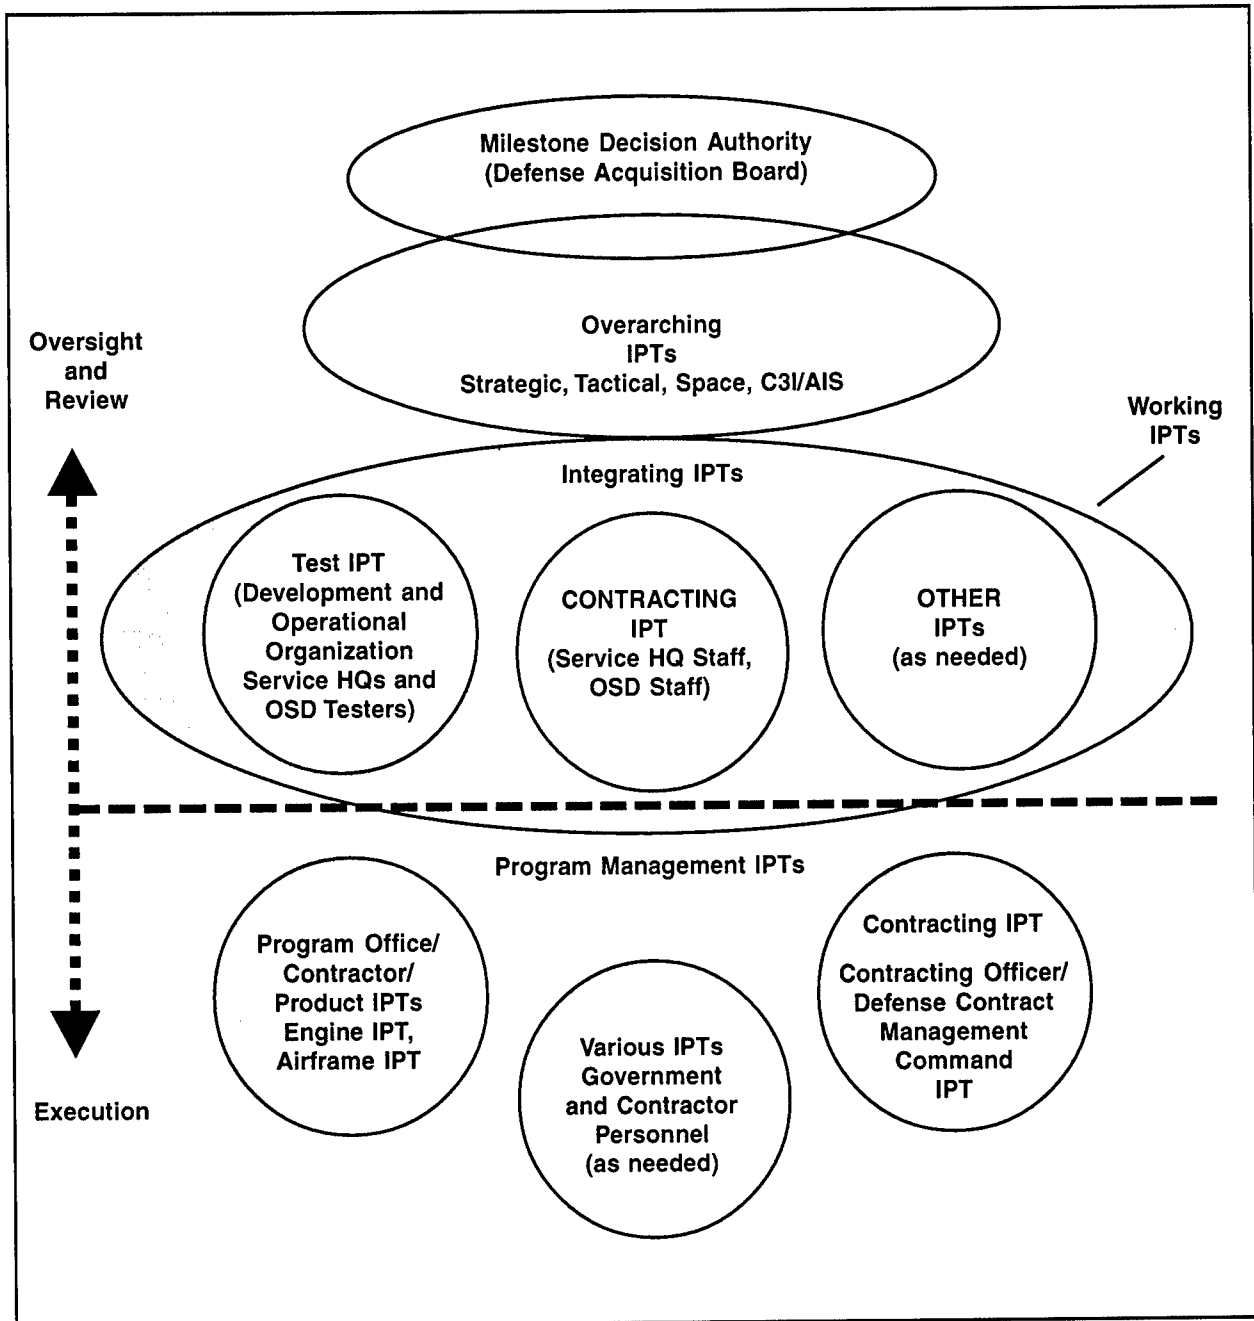 Milestone Decision Authority
(Defense Acquisition Board)
Overarching
IPTs
Strategic, Tactical, Space, C3I/AIS
Oversight
and
Review
Working
IPTs
Integrating IPTs
Test IPT
(Development and
Operational
Organization
Service HQs and
OSD Testers)
CONTRACTING
IPT
(Service HQ Staff,
OSD Staff)
OTHER
IPTs
(as needed)
Program Management IPTs
Program Office/
Contractor/
Product IPTs
Engine IPT,
Airframe IPT
Various IPTs
Government
and Contractor
Personnel
(as needed)
Contracting IPT
Contracting Officer/
Defense Contract
Management
Command
IPT
Execution